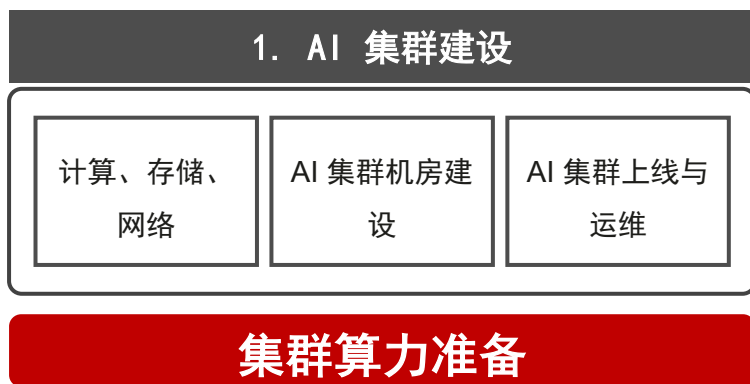 1. AI 集群建设
计算、存储、
网络
AI 集群机房建
设
AI 集群上线与
运维
集群算力准备